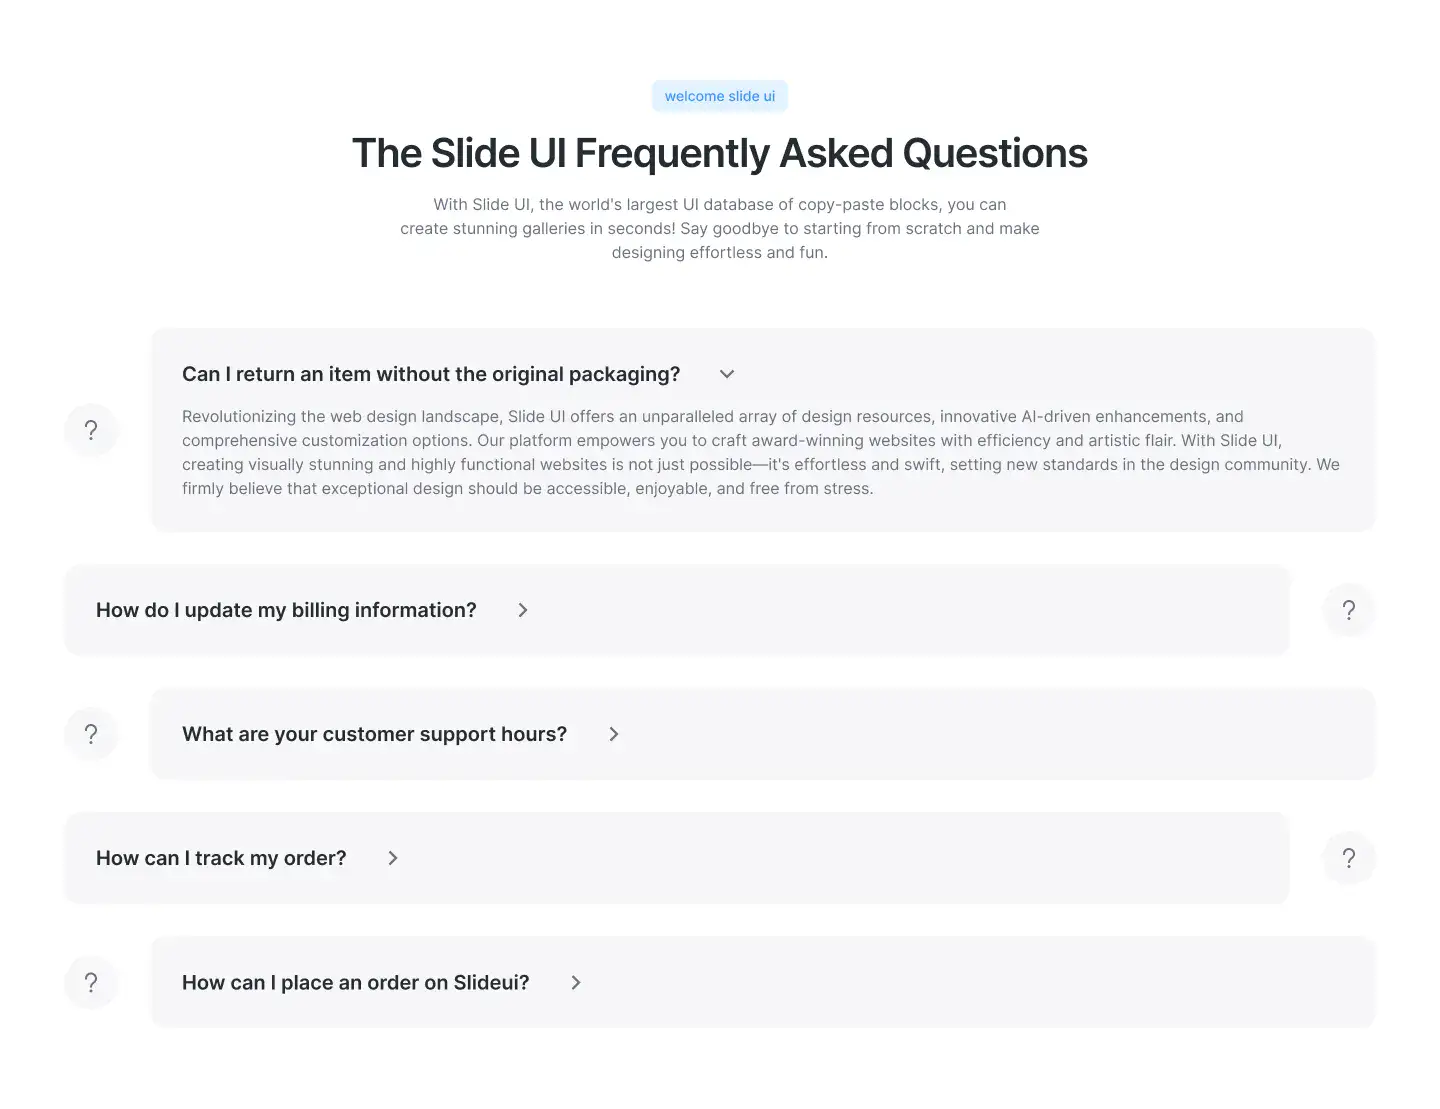 welcome slide ui
The Slide UI Frequently Asked Questions
With Slide UI, the world's largest UI database of copy-paste blocks, you can
create stunning galleries in seconds! Say goodbye to starting from scratch and make
designing effortless and fun.
Can I return an item without the original packaging?
?
Revolutionizing the web design landscape, Slide UI offers an unparalleled array of design resources, innovative AI-driven enhancements, and
comprehensive customization options. Our platform empowers you to craft award-winning websites with efficiency and artistic flair. With Slide UI,
creating visually stunning and highly functional websites is not just possible—it's effortless and swift, setting new standards in the design community. We
firmly believe that exceptional design should be accessible, enjoyable, and free from stress.
How do I update my billing information?
?
?
What are your customer support hours?
How can I track my order?
?
?
How can I place an order on Slideui?